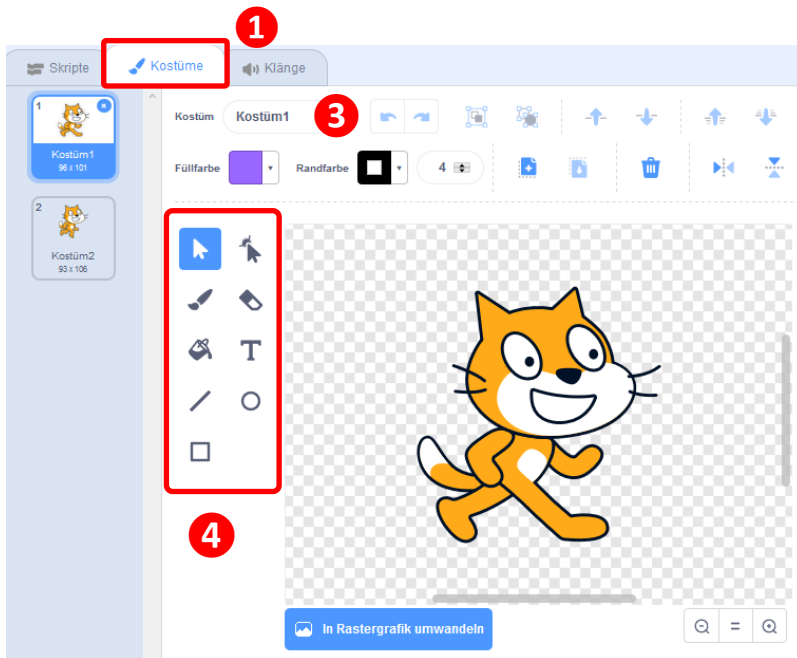 1
Skripte
Kostüme
Klänge
1
Kostüm1
96 x 101
2
Kostüm2
93 x 106
Kostüm
Kostüm1
3
Füllfarbe
Randfarbe
4
T
4
In Rastergrafik umwandeln
=